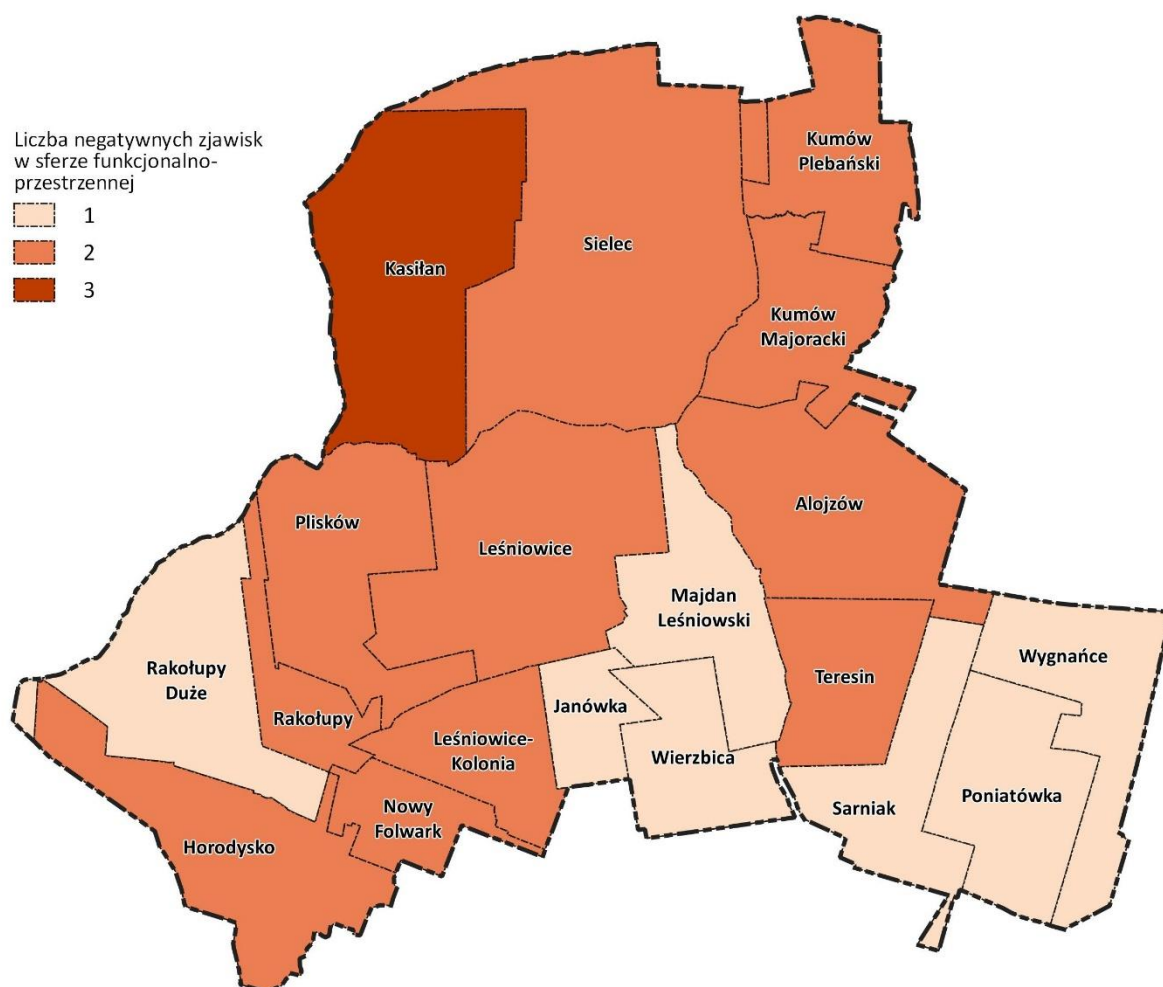 Liczba negatywnych zjawisk
w sferze funkcjonalno-
przestrzennej
1
2
3
Kumów
Plebański
Sielec
Kasiłan
Kumów
Majoracki
Alojzów
Plisków
Leśniowice
Majdan
Leśniowski
Wygnańce
Rakołupy
Duże
Teresin
Janówka
Rakołupy
Leśniowice-
Kolonia
Wierzbica
Poniatówka
Sarniak
Nowy
Folwark
Horodysko